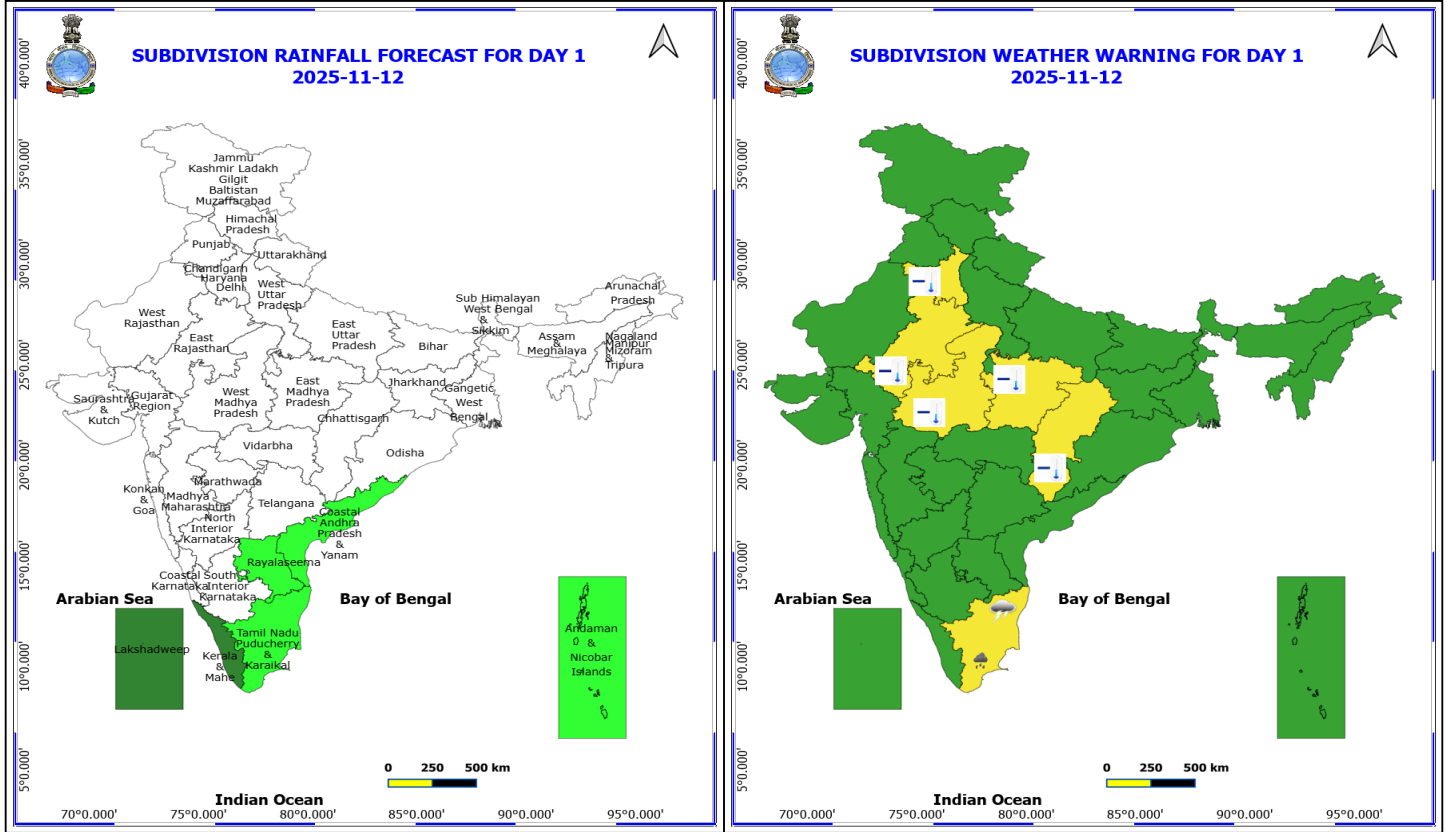 SUBDIVISION RAINFALL FORECAST FOR DAY 1
2025-11-12
40°0.000'
35°0.000'
30°0.000'
25°0.000'
20°0.000'
15°0.000'
10°0.000'
5°0.000'
Jammu
Kashmir Ladakh
Gilgit
Baltistan
Muzaffarabad
Himachal
Pradesh
Punjab
Uttarakhand
Chandigarh
Haryana
Delhi
West
Uttar
Pradesh
Arunachal
Pradesh
Sub Himalayan
West Bengal
&
Sikkim
West
Rajasthan
East
Rajasthan
East
Uttar
Pradesh
Bihar
Assam
&
Meghalaya
Nagaland
Manipur
Mizoram
&
Tripura
Saurashtra
&
Kutch
Gujarat
Region
West
Madhya
Pradesh
East
Madhya
Pradesh
Jharkhand
Gangetic
West
Bengal
Chhattisgarh
Vidarbha
Odisha
Konkan
&
Goa
Madhya
Maharashtra
Marathwada
Telangana
North
Interior
Karnataka
Coastal
Andhra
Pradesh
&
Yanam
Rayalaseema
Coastal
Karnataka
South
Interior
Karnataka
Arabian Sea
Bay of Bengal
Lakshadweep
Kerala
&
Mahe
Tamil Nadu
Puducherry
&
Karaikal
Andaman
&
Nicobar
Islands
0 250 500 km
Indian Ocean
70°0.000' 75\0.000' 80°0.000' 85°0.000' 90°0.000' 95°0.000'
SUBDIVISION WEATHER WARNING FOR DAY 1
2025-11-12
40°0.000'
35°0.000'
30°0.000'
25°0.000'
20°0.000'
15°0.000'
10°0.000'
5°0.000'
Arabian Sea
Bay of Bengal
0 250 500 km
Indian Ocean
70°0.000' 75°0.000' 80°0.000' 85°0.000' 90°0.000' 95°0.000'